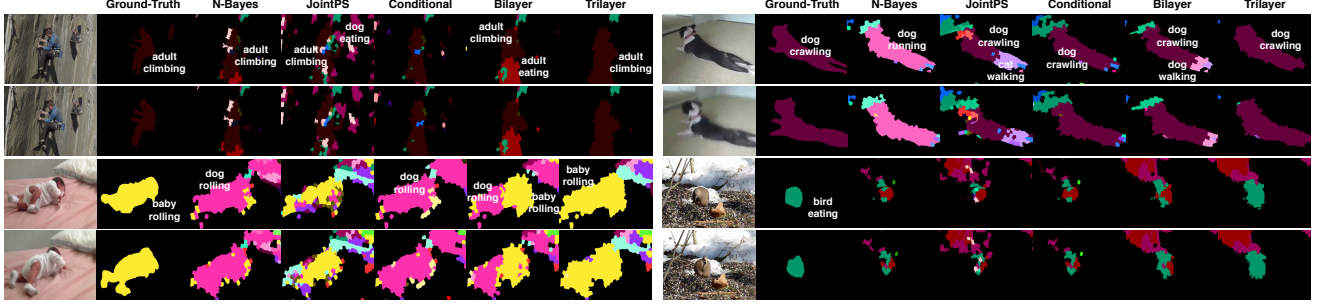 Ground-Truth N-Bayes JointPS Conditional Bilayer Trilayer
adult
climbing
adult
climbing
adult
climbing
dog
eating
adult
climbing
adult
eating
adult
climbing
baby
rolling
dog
rolling
dog
rolling
dog
rolling
baby
rolling
baby
rolling
Ground-Truth N-Bayes JointPS Conditional Bilayer Trilayer
dog
crawling
dog
running
dog
crawling
cat
walking
dog
crawling
dog
crawling
dog
walking
dog
crawling
bird
eating